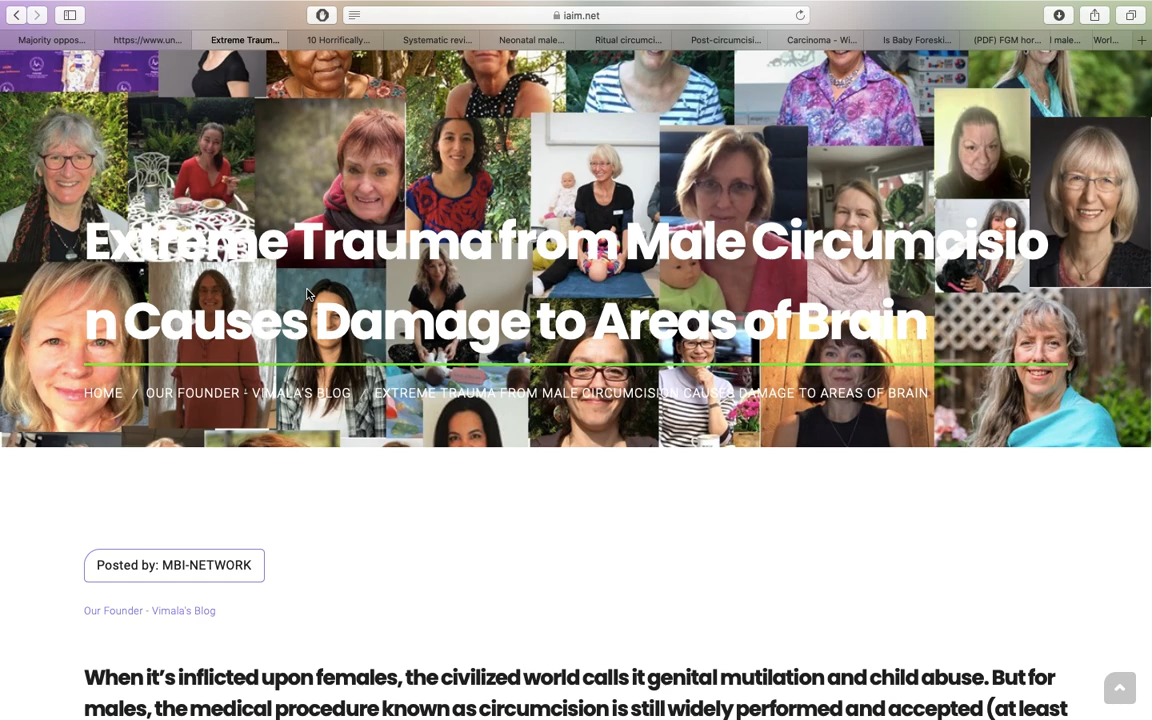 iaim.net
Majority oppos...
https://www.un...
Extreme Traum...
10 Horrifically...
Systematic revi...
Neonatal male...
Ritual circumci...
Post-circumcisi...
Carcinoma - Wi...
Is Baby Foreski...
(PDF) FGM hor...
I male...
Worl...
Extreme Trauma from Male Circumcisio
n Causes Damage to Areas of Brain
HOME / OUR FOUNDER - VIMALA'S BLOG / EXTREME TRAUMA FROM MALE CIRCUMCISION CAUSES DAMAGE TO AREAS OF BRAIN
Posted by: MBI-NETWORK
Our Founder - Vimala's Blog
When it’s inflicted upon females, the civilized world calls it genital mutilation and child abuse. But for
males, the medical procedure known as circumcision is still widely performed and accepted (at least